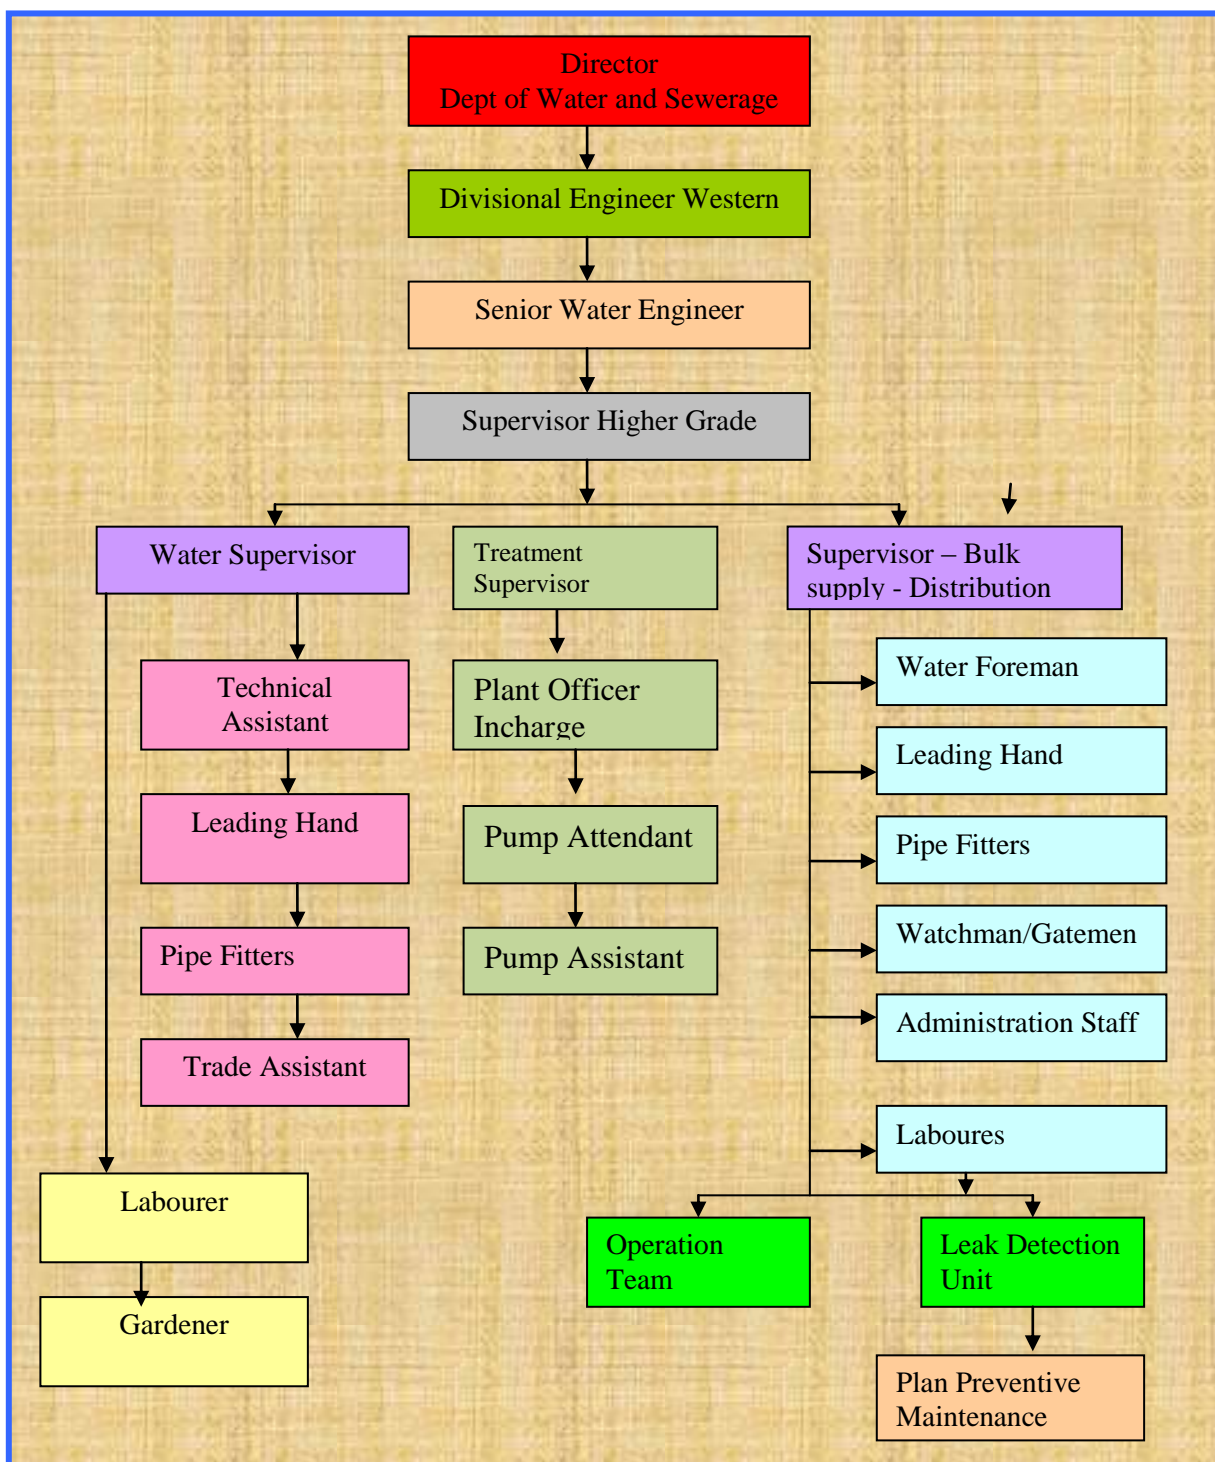 Director
Dept of Water and Sewerage
Divisional Engineer Western
Senior Water Engineer
Supervisor Higher Grade
Water Supervisor
Treatment
Supervisor
Supervisor – Bulk
supply - Distribution
Technical
Assistant
Leading Hand
Pipe Fitters
Trade Assistant
Labourer
Gardener
Plant Officer
Incharge
Pump Attendant
Pump Assistant
Water Foreman
Leading Hand
Pipe Fitters
Watchman/Gatemen
Administration Staff
Laboures
Operation
Team
Leak Detection
Unit
Plan Preventive
Maintenance